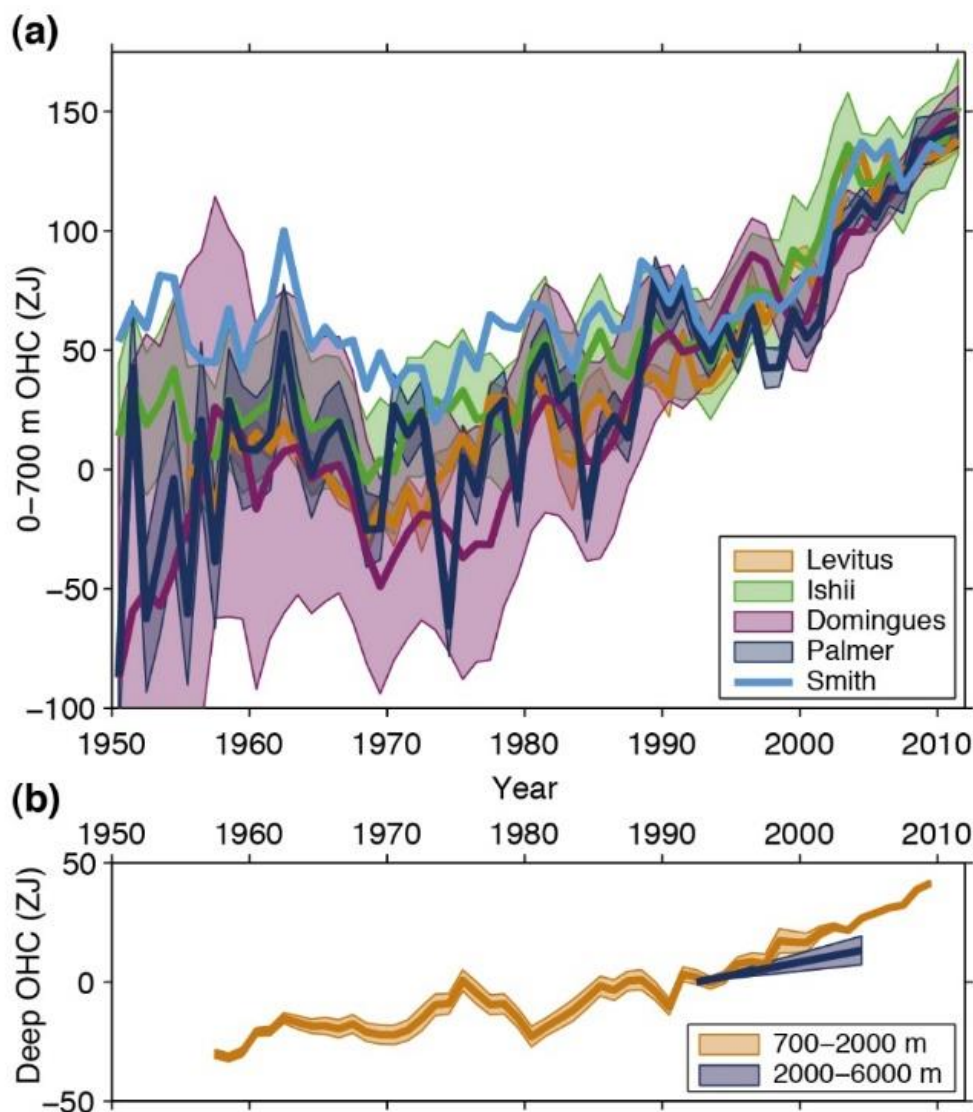 (a)
150
100
50
0
−50
−100
0−700 m OHC (ZJ)
Levitus
Ishii
Domingues
Palmer
Smith
1950 1960 1970 1980 1990 2000 2010
Year
(b)
1950 1960 1970 1980 1990 2000 2010
50
0
−50
Deep OHC (ZJ)
700−2000 m
2000−6000 m